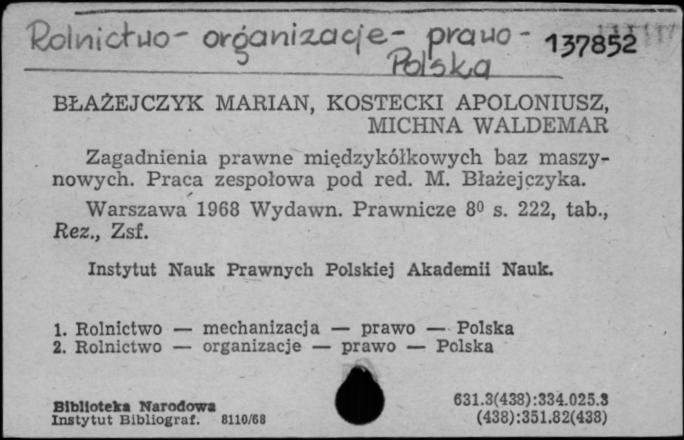 Rolnictwo - organizacje - prawo - 137852
Polska
BŁAŻEJCZYK MARIAN, KOSTECKI APOLONIUSZ,
MICHNA WALDEMAR
Zagadnienia prawne międzykółkowych baz maszy-
nowych. Praca zespołowa pod red. M. Błażejczyka.
Warszawa 1968 Wydawn. Prawnicze 8⁰ s. 222, tab.,
Rez., Zsf.
Instytut Nauk Prawnych Polskiej Akademii Nauk.
1. Rolnictwo — mechanizacja — prawo — Polska
2. Rolnictwo — organizacje — prawo — Polska
Biblioteka Narodowa 631.3(438):334.025.3
Instytut Bibliograf. 8110/68 (438):351.82(438)